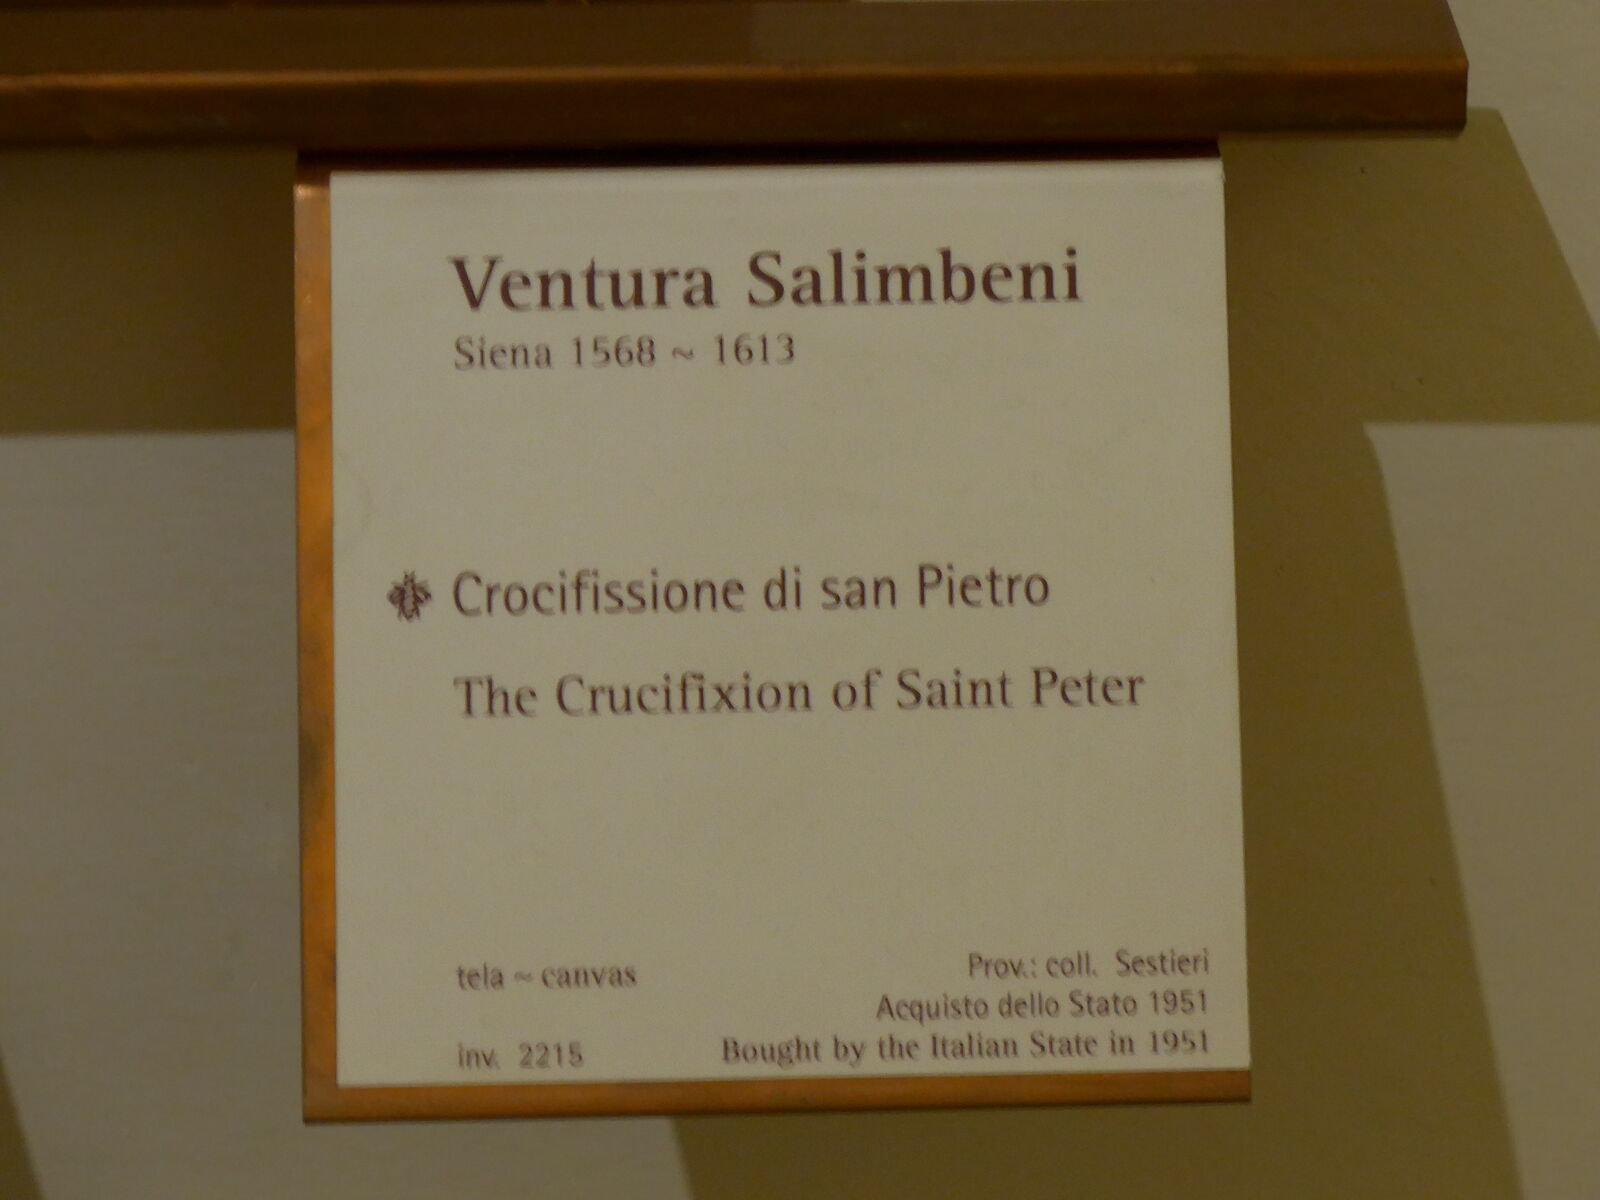 Ventura Salimbeni
Siena 1568 ~ 1613
Crocifissione di san Pietro
The Crucifixion of Saint Peter
tela ~ canvas
inv. 2215
Prov.: coll. Sestieri
Acquisto dello Stato 1951
Bought by the Italian State in 1951